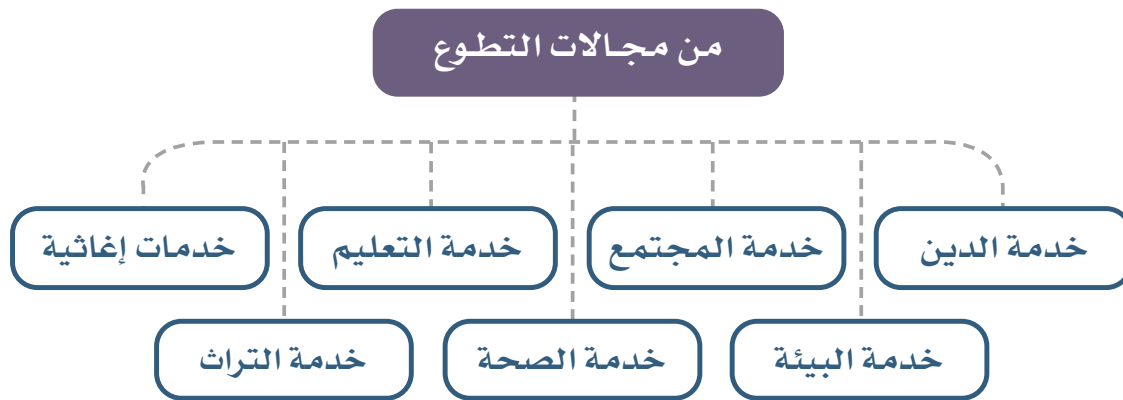 من مجالات التطوع
خدمة الدين
خدمة المجتمع
خدمة التعليم
خدمات إغاثية
خدمة البيئة
خدمة الصحة
خدمة التراث